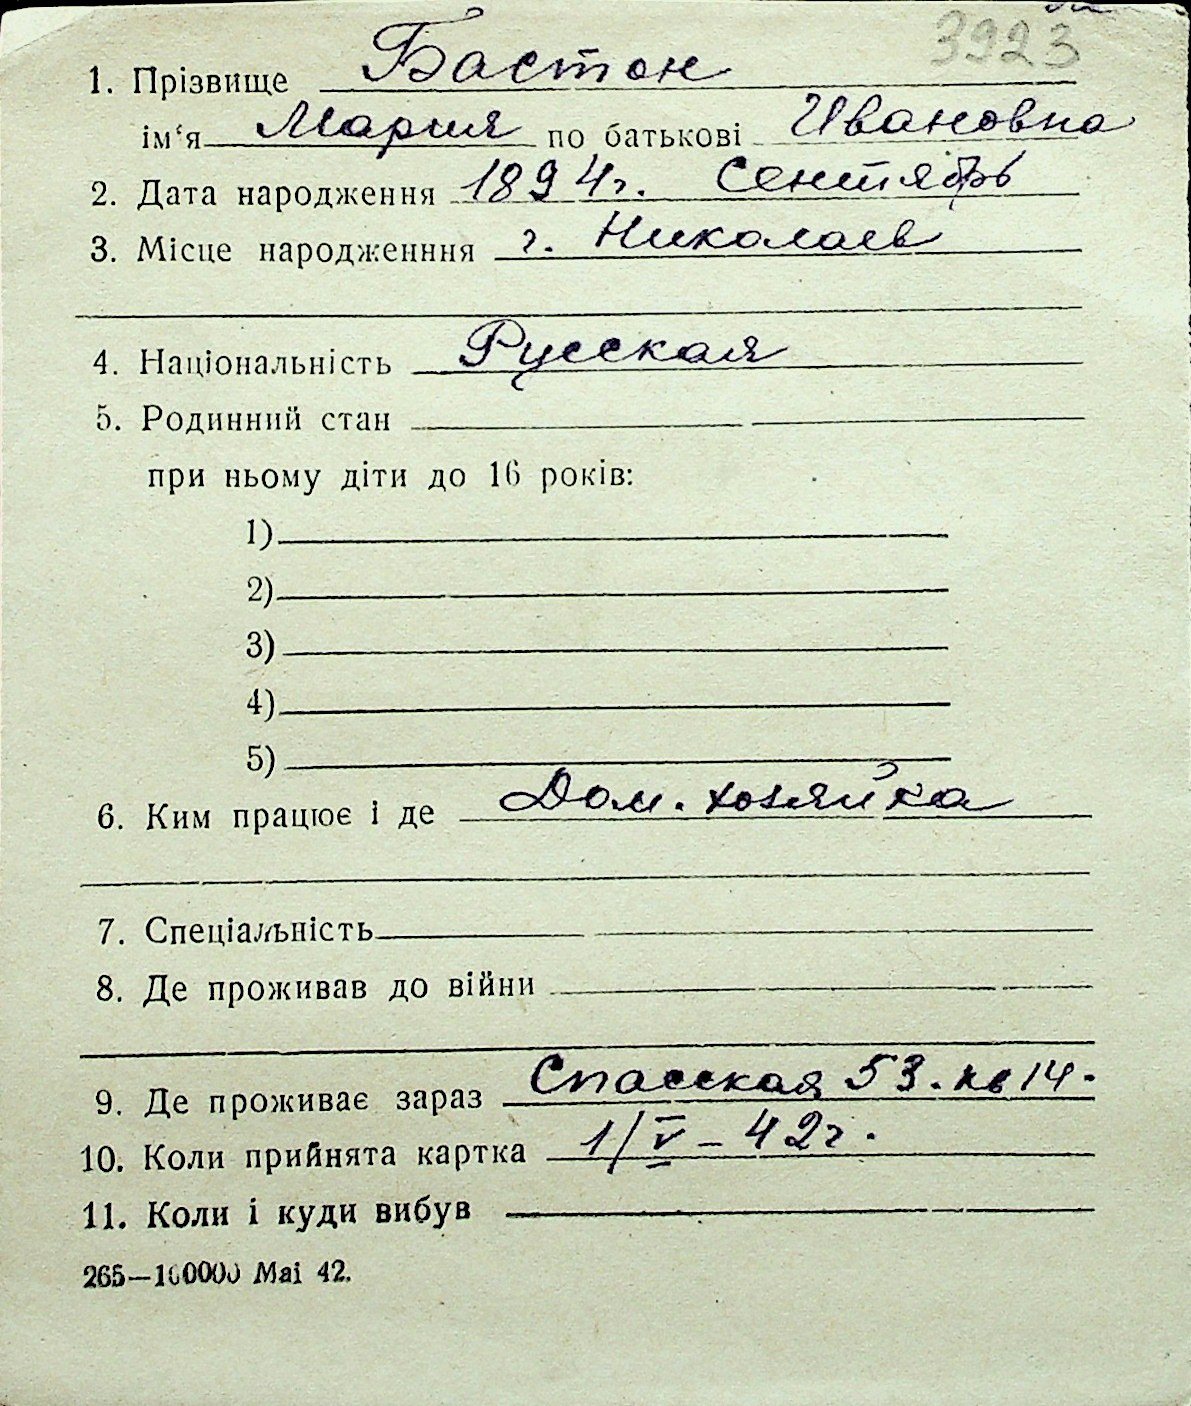 3923
1. Прізвище Бастон
ім‘я Мария по батькові Ивановна
2. Дата народження 1894г. Сентябрь
3. Місце народженння г. Николаев
4. Національність Русская
5. Родинний стан
при ньому діти до 16 років:
1)
2)
3)
4)
5)
6. Ким працює і де Дом. хозяйка
7. Спеціальність
8. Де проживав до війни
9. Де проживає зараз Спасская 53. кв 14.
10. Коли прийнята картка 1/V – 42г.
11. Коли і куди вибув
265—100000 Mai 42.